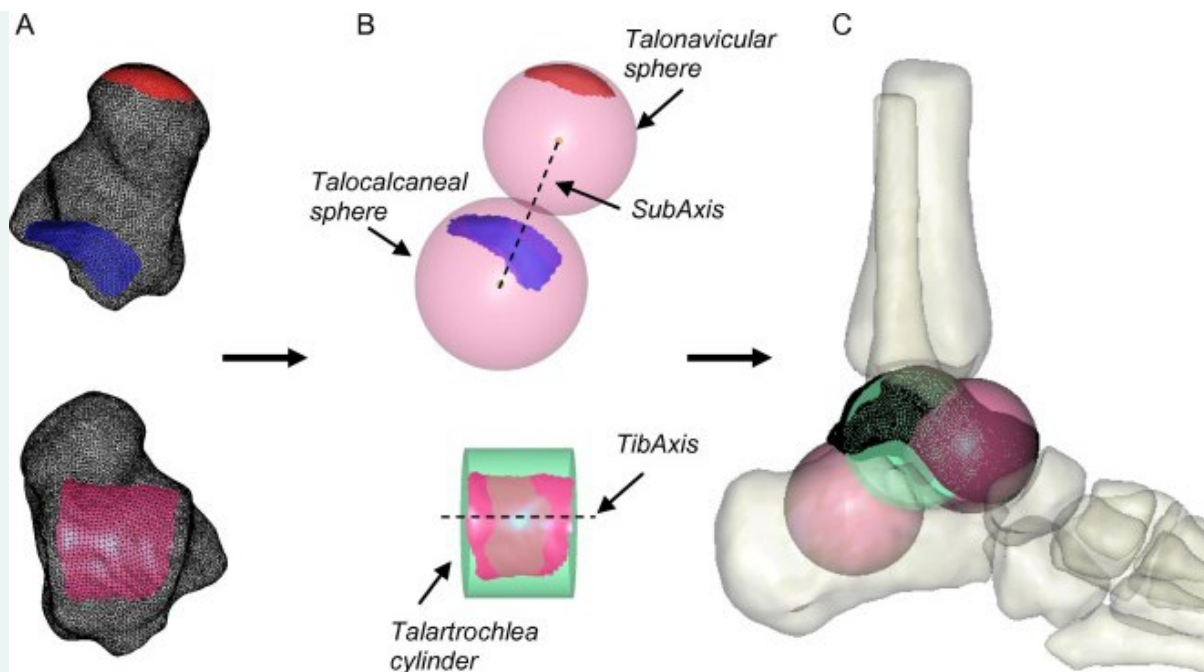 A
B
C
Talonavicular
sphere
Talocalcaneal
sphere
SubAxis
TibAxis
Talartrochlea
cylinder